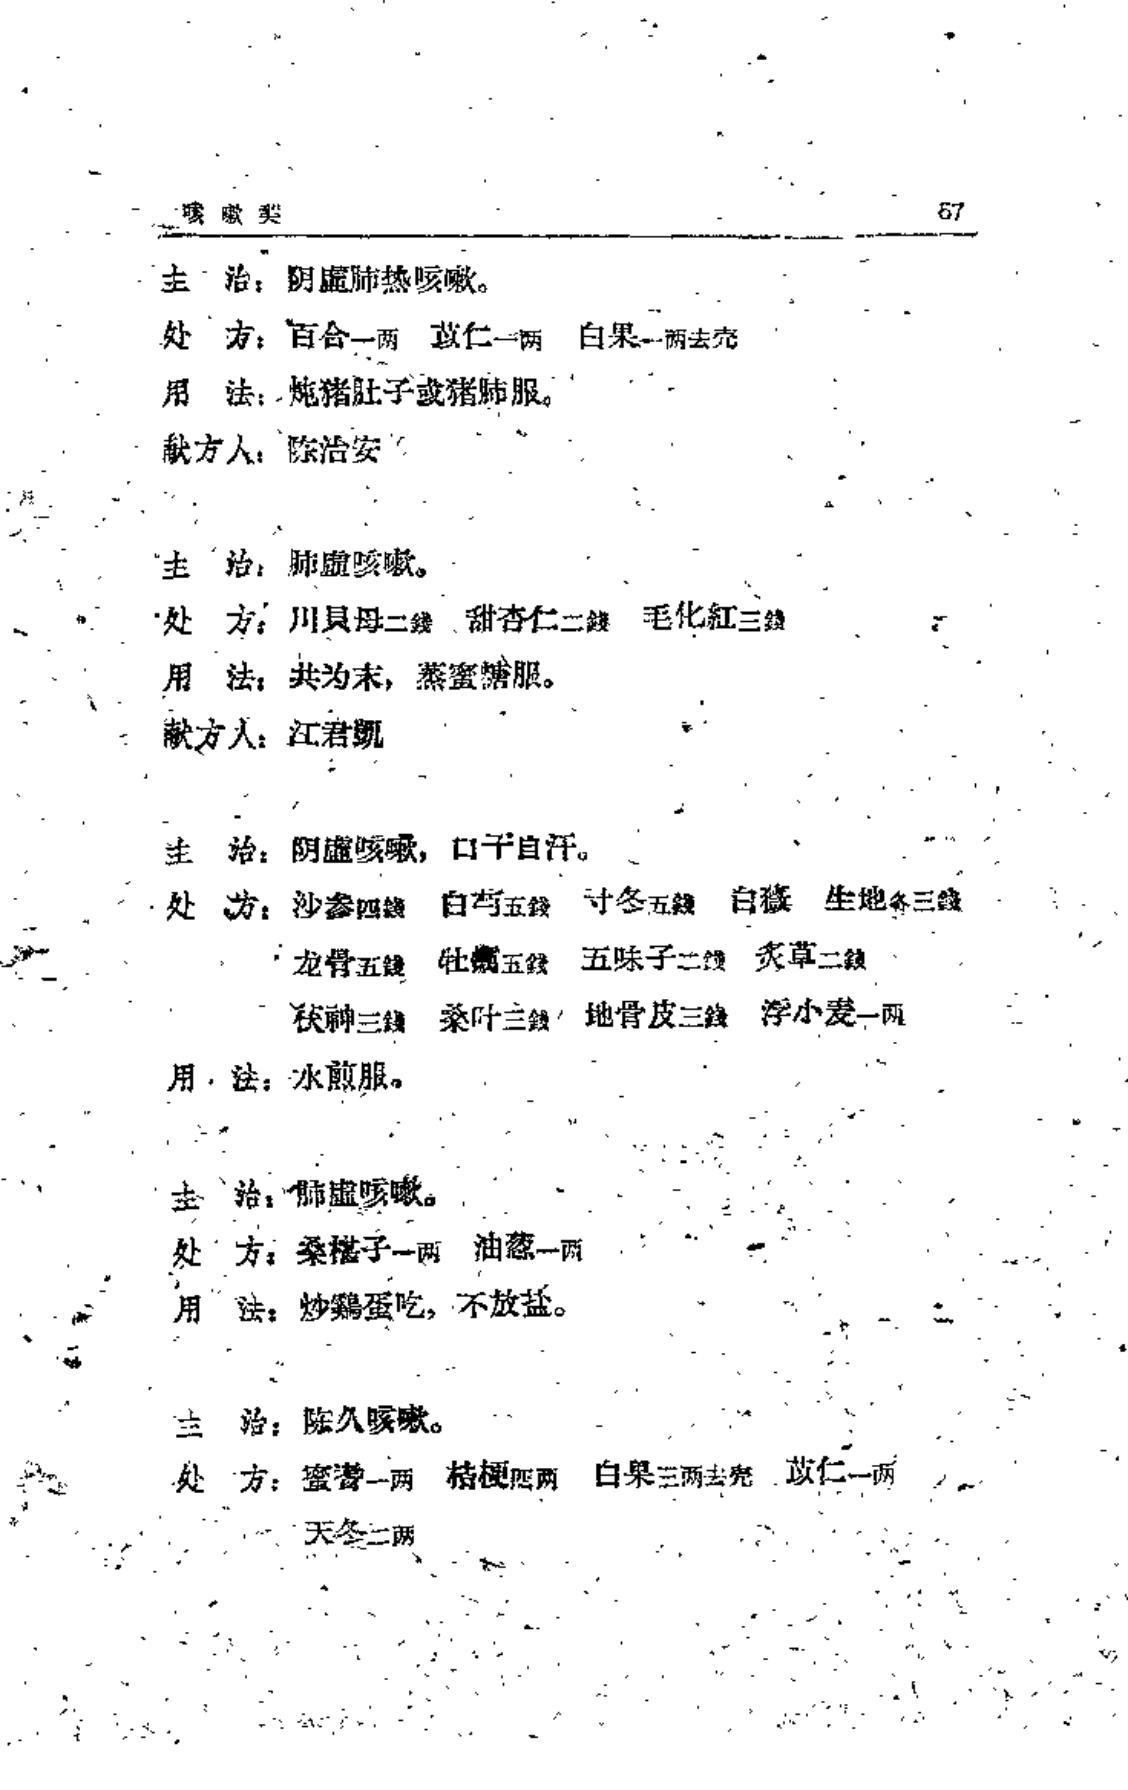 咳嗽类 67
主 治：阴虛肺热咳嗽。
处 方：百合一两 苡仁一两 白果一两去壳
用 法：炖猪肚子或猪肺服。
献方人：陈治安
主 治：肺虛咳嗽。
处 方：川貝母二錢 甜杏仁二錢 毛化紅三錢
用 法：共为末，蒸蜜糖服。
献方人：江君凱
主 治：阴虛咳嗽，口干自汗。
处 方：沙参四錢 白芍五錢 寸冬五錢 白薇 生地各三錢
龙骨五錢 牡蠣五錢 五味子二錢 炙草二錢
茯神三錢 桑叶三錢 地骨皮三錢 浮小麦一两
用 法：水煎服。
主 治：肺虛咳嗽。
处 方：桑椹子一两 油葱一两
用 法：炒鷄蛋吃，不放盐。
主 治：陈久咳嗽。
处 方：蜜蓍一两 桔梗四两 白果三两去壳 苡仁一两
天冬二两